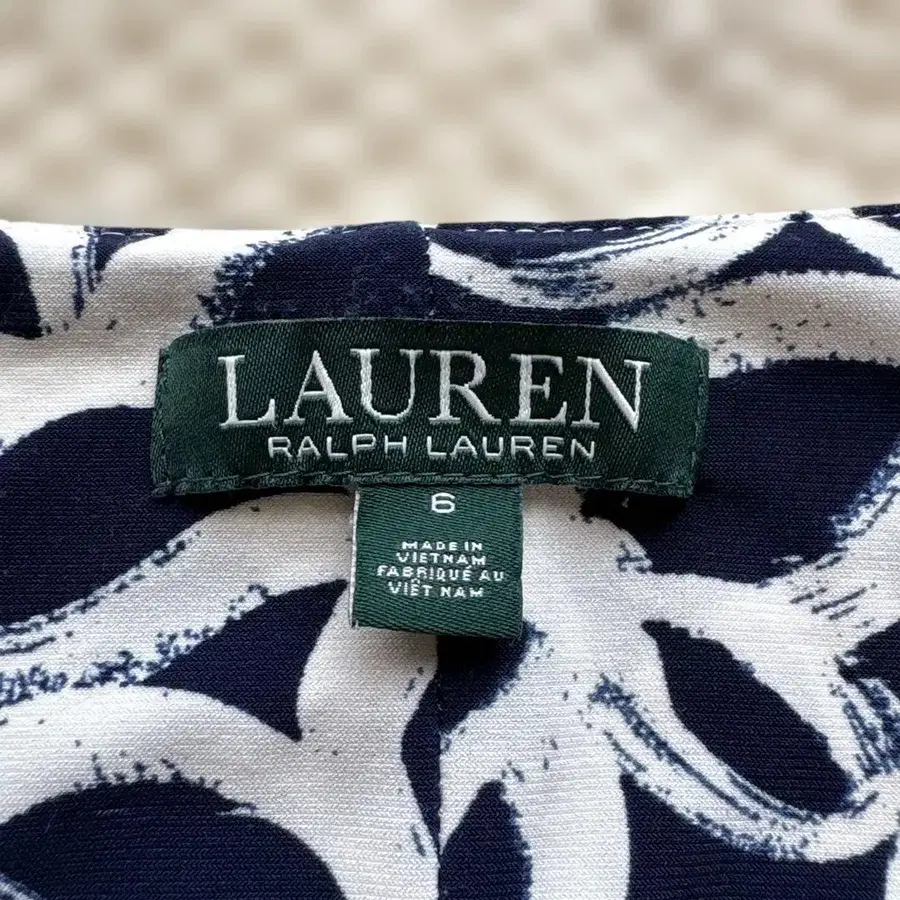 LAUREN
RALPH LAUREN
6
MADE IN
VIETNAM
FABRIQUÉ AU
VIÊT NAM